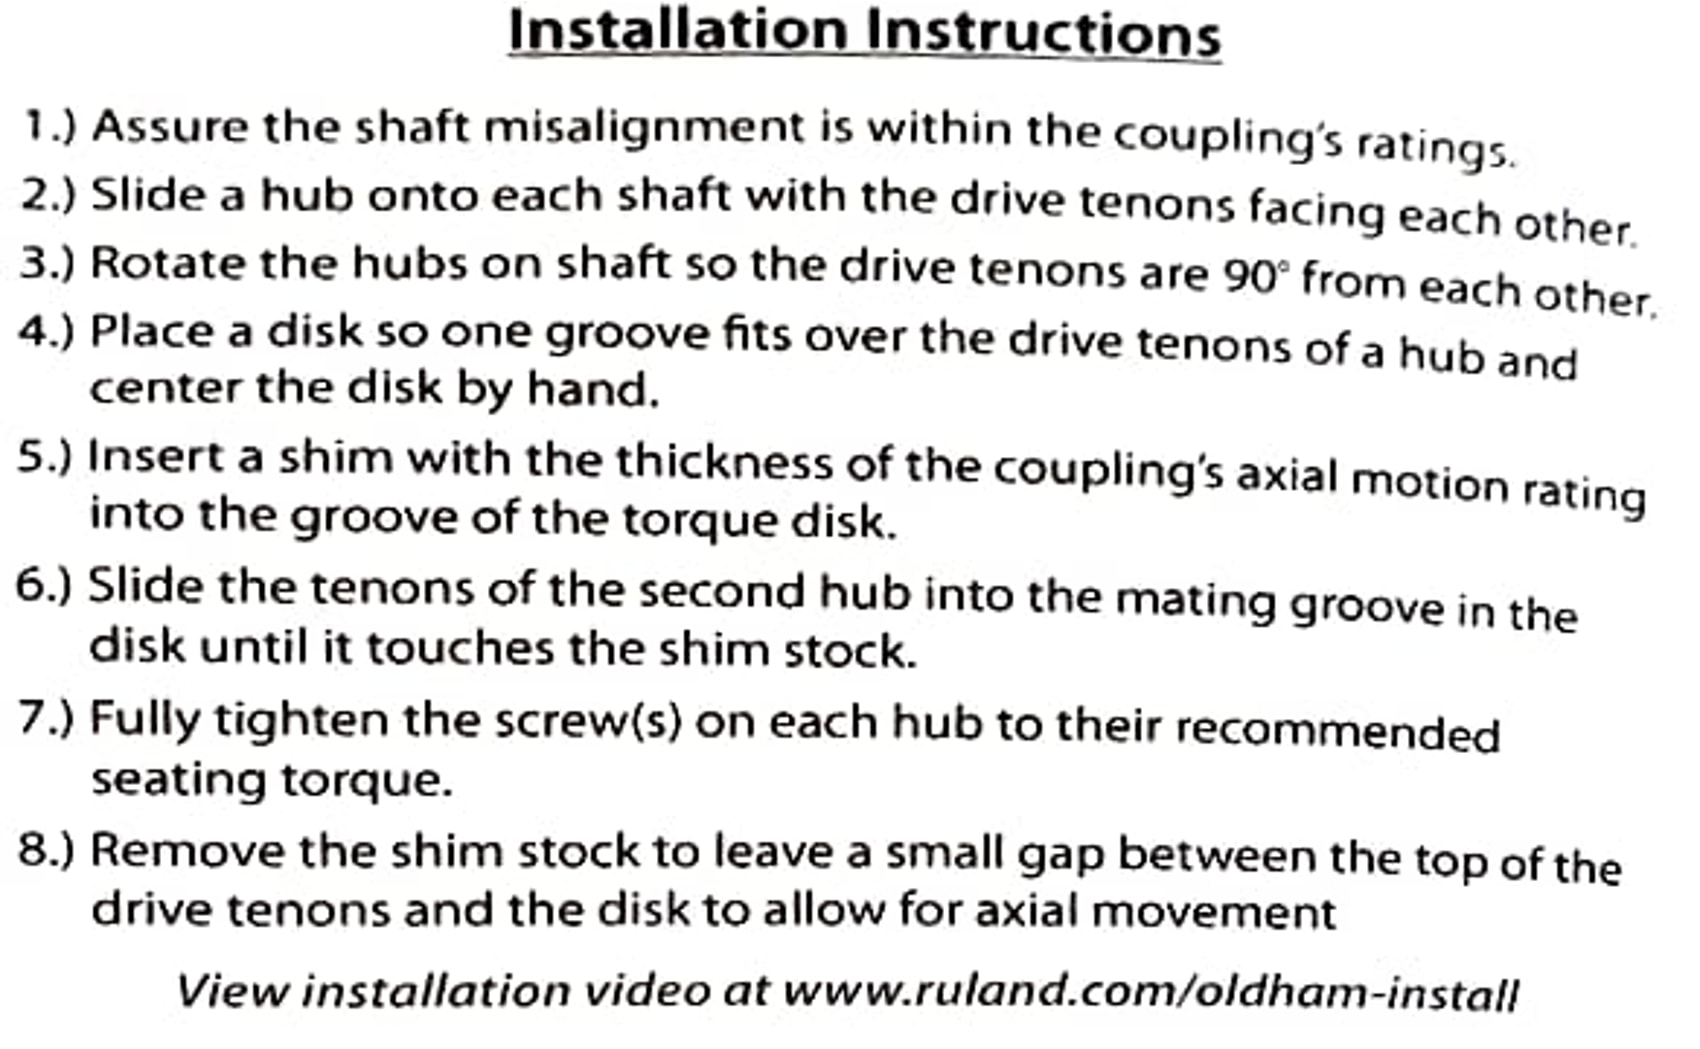 Installation Instructions
1.) Assure the shaft misalignment is within the coupling's ratings.
2.) Slide a hub onto each shaft with the drive tenons facing each other.
3.) Rotate the hubs on shaft so the drive tenons are 90° from each other.
4.) Place a disk so one groove fits over the drive tenons of a hub and
center the disk by hand.
5.) Insert a shim with the thickness of the coupling's axial motion rating
into the groove of the torque disk.
6.) Slide the tenons of the second hub into the mating groove in the
disk until it touches the shim stock.
7.) Fully tighten the screw(s) on each hub to their recommended
seating torque.
8.) Remove the shim stock to leave a small gap between the top of the
drive tenons and the disk to allow for axial movement
View installation video at www.ruland.com/oldham-install